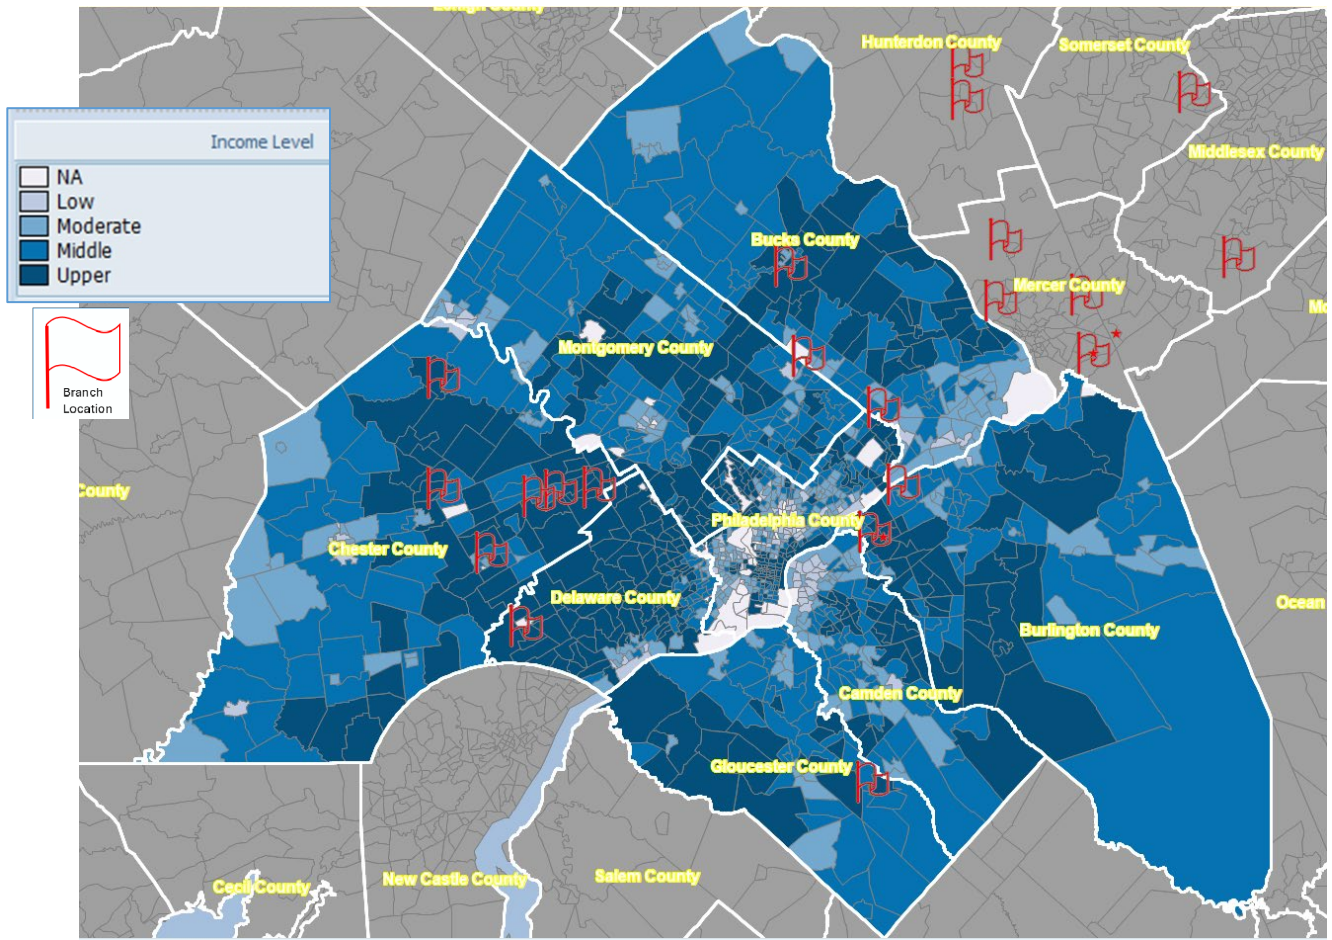 Lehigh County
Hunterdon County
Somerset County
Income Level
NA
Low
Moderate
Middle
Upper
Middlesex County
Bucks County
Mercer County
Branch
Location
Montgomery County
County
Philadelphia County
Chester County
Delaware County
Ocean
Burlington County
Camden County
Gloucester County
Cecil County
New Castle County
Salem County